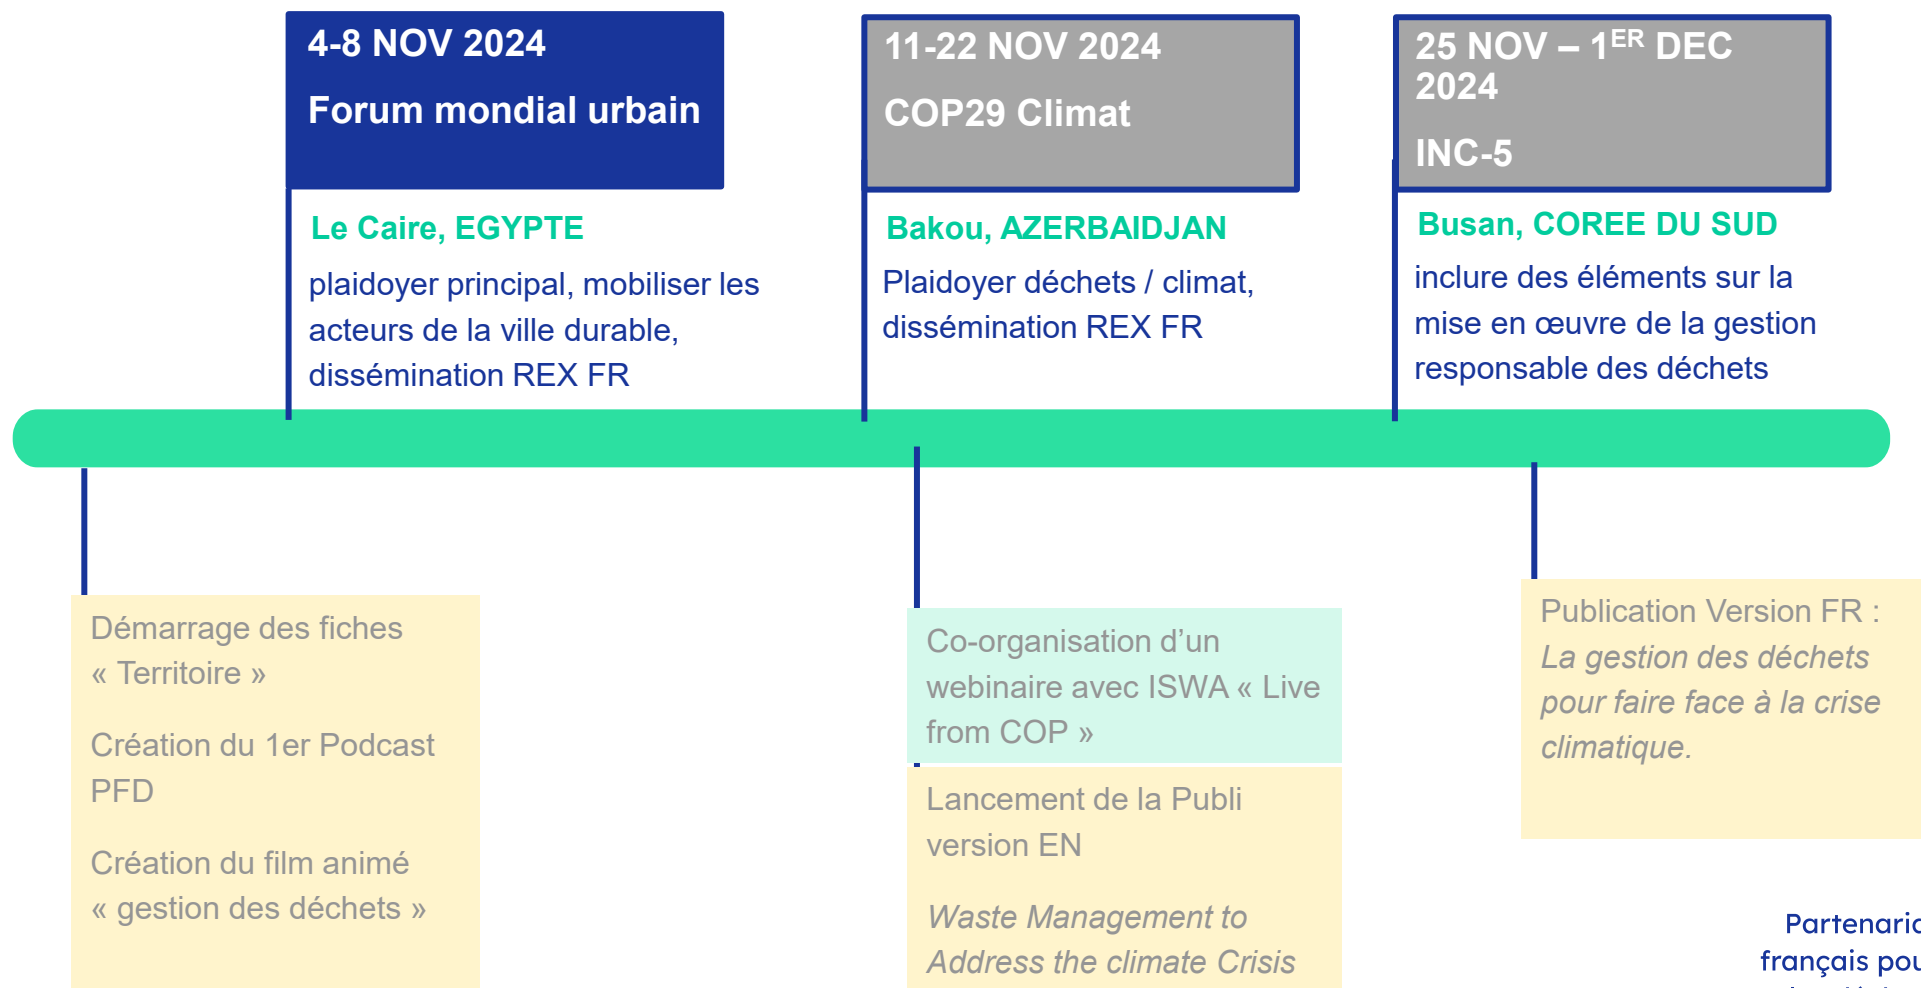 4-8 NOV 2024
Forum mondial urbain
Le Caire, EGYPTE
plaidoyer principal, mobiliser les
acteurs de la ville durable,
dissémination REX FR
11-22 NOV 2024
COP29 Climat
Bakou, AZERBAIDJAN
Plaidoyer déchets / climat,
dissémination REX FR
25 NOV – 1ER DEC
2024
INC-5
Busan, COREE DU SUD
inclure des éléments sur la
mise en œuvre de la gestion
responsable des déchets
Démarrage des fiches
« Territoire »
Création du 1er Podcast
PFD
Création du film animé
« gestion des déchets »
Co-organisation d’un
webinaire avec ISWA « Live
from COP »
Lancement de la Publi
version EN
Waste Management to
Address the climate Crisis
Publication Version FR :
La gestion des déchets
pour faire face à la crise
climatique.
français